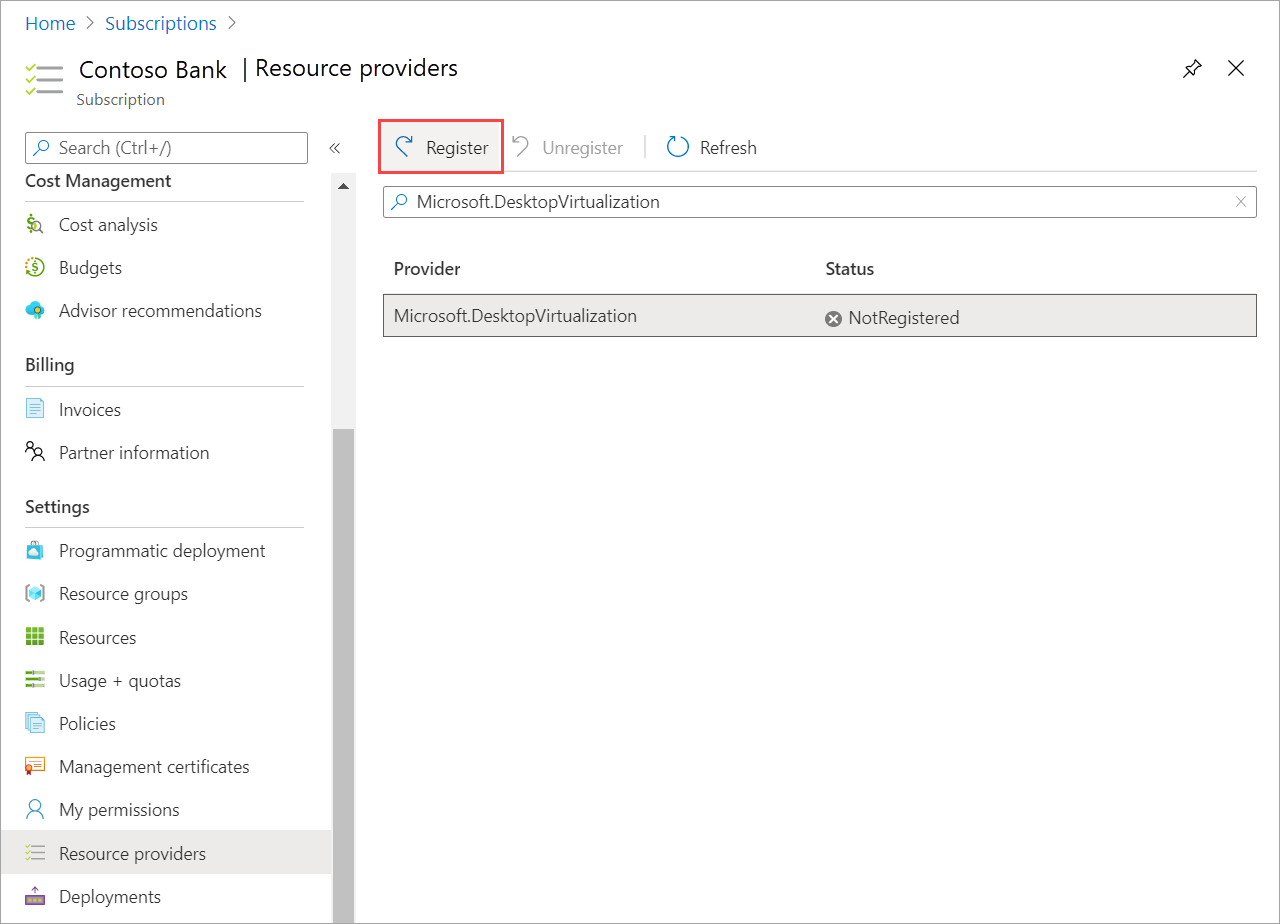 Home > Subscriptions >
Contoso Bank | Resource providers
Subscription
Search (Ctrl+/)
«
Register
Unregister
Refresh
Microsoft.DesktopVirtualization
Provider
Status
Microsoft.DesktopVirtualization
NotRegistered
Cost Management
Cost analysis
Budgets
Advisor recommendations
Billing
Invoices
Partner information
Settings
Programmatic deployment
Resource groups
Resources
Usage + quotas
Policies
Management certificates
My permissions
Resource providers
Deployments